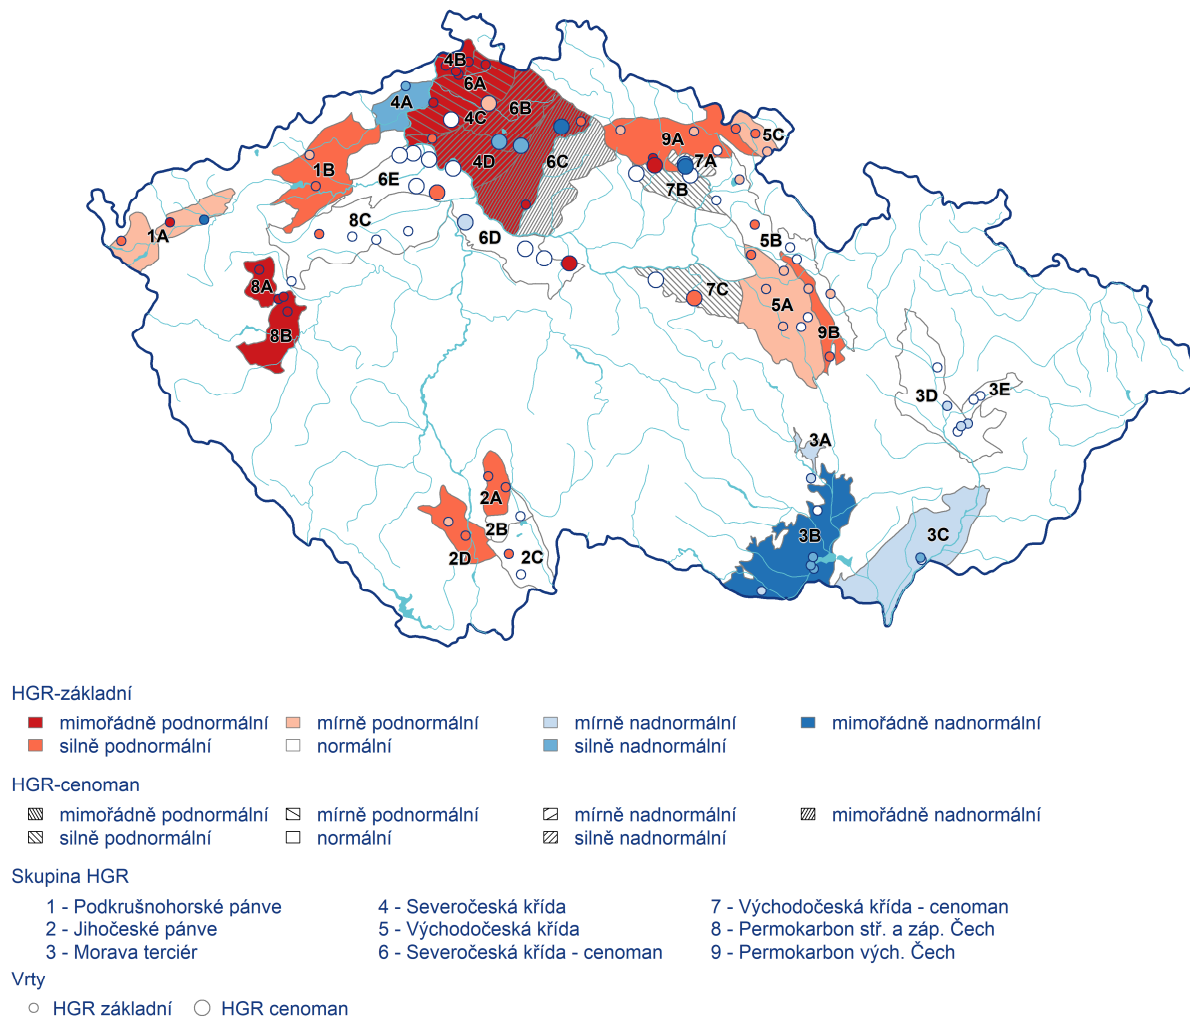 4B
6A
4A
6B
4C
9A
5C
4D
6C
7A
1B
6E
7B
8C
1A
6D
5B
8A
7C
5A
8B
9B
3D
3E
3A
2A
2B
3B
3C
2D
2C
HGR-základní
mimořádně podnormální mírně podnormální mírně nadnormální mimořádně nadnormální
silně podnormální normální silně nadnormální
HGR-cenoman
mimořádně podnormální mírně podnormální mírně nadnormální mimořádně nadnormální
silně podnormální normální silně nadnormální
Skupina HGR
1 - Podkrušnohorské pánve 4 - Severočeská křída 7 - Východočeská křída - cenoman
2 - Jihočeské pánve 5 - Východočeská křída 8 - Permokarbon stř. a záp. Čech
3 - Morava terciér 6 - Severočeská křída - cenoman 9 - Permokarbon vých. Čech
Vrty
HGR základní HGR cenoman